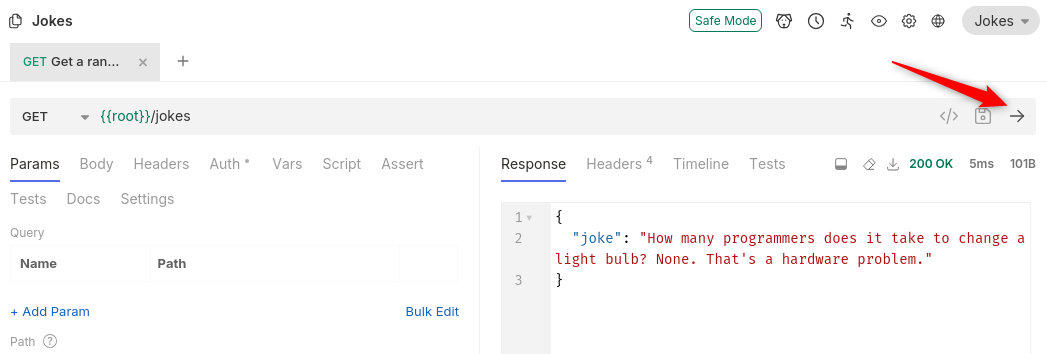 Jokes
Safe Mode
Jokes
GET Get a ran...
GET {{root}}/jokes
Params Body Headers Auth * Vars Script Assert
Tests Docs Settings
Query
Name Path
+ Add Param Bulk Edit
Path
Response Headers 4 Timeline Tests 200 OK 5ms 101B
1 {
2 "joke": "How many programmers does it take to change a
light bulb? None. That's a hardware problem."
3 }